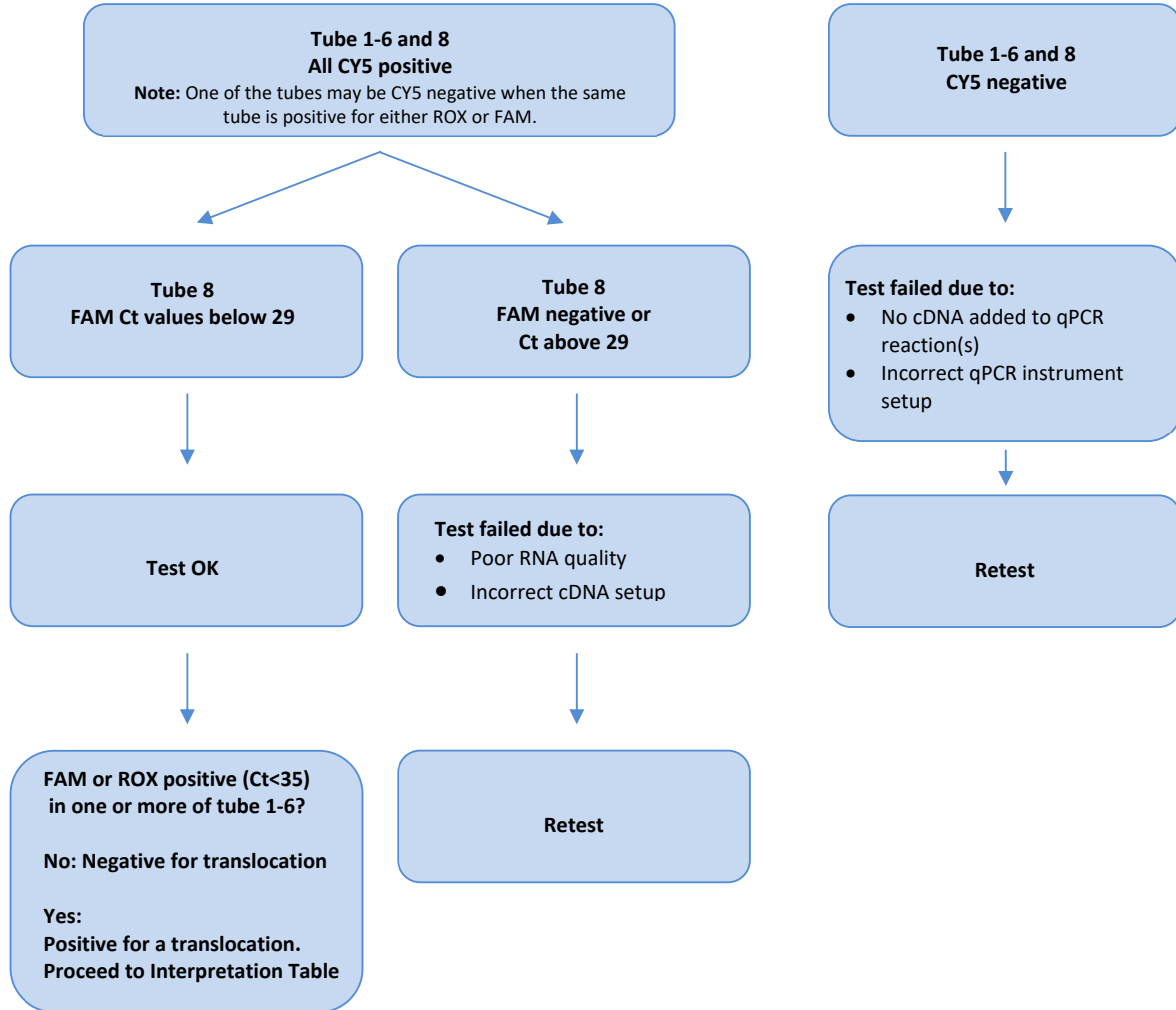 Tube 1-6 and 8
All CY5 positive
Note: One of the tubes may be CY5 negative when the same
tube is positive for either ROX or FAM.
Tube 1-6 and 8
CY5 negative
Tube 8
FAM Ct values below 29
Tube 8
FAM negative or
Ct above 29
Test failed due to:
• No cDNA added to qPCR
reaction(s)
• Incorrect qPCR instrument
setup
Test OK
Test failed due to:
• Poor RNA quality
• Incorrect cDNA setup
Retest
FAM or ROX positive (Ct<35)
in one or more of tube 1-6?
No: Negative for translocation
Yes:
Positive for a translocation.
Proceed to Interpretation Table
Retest